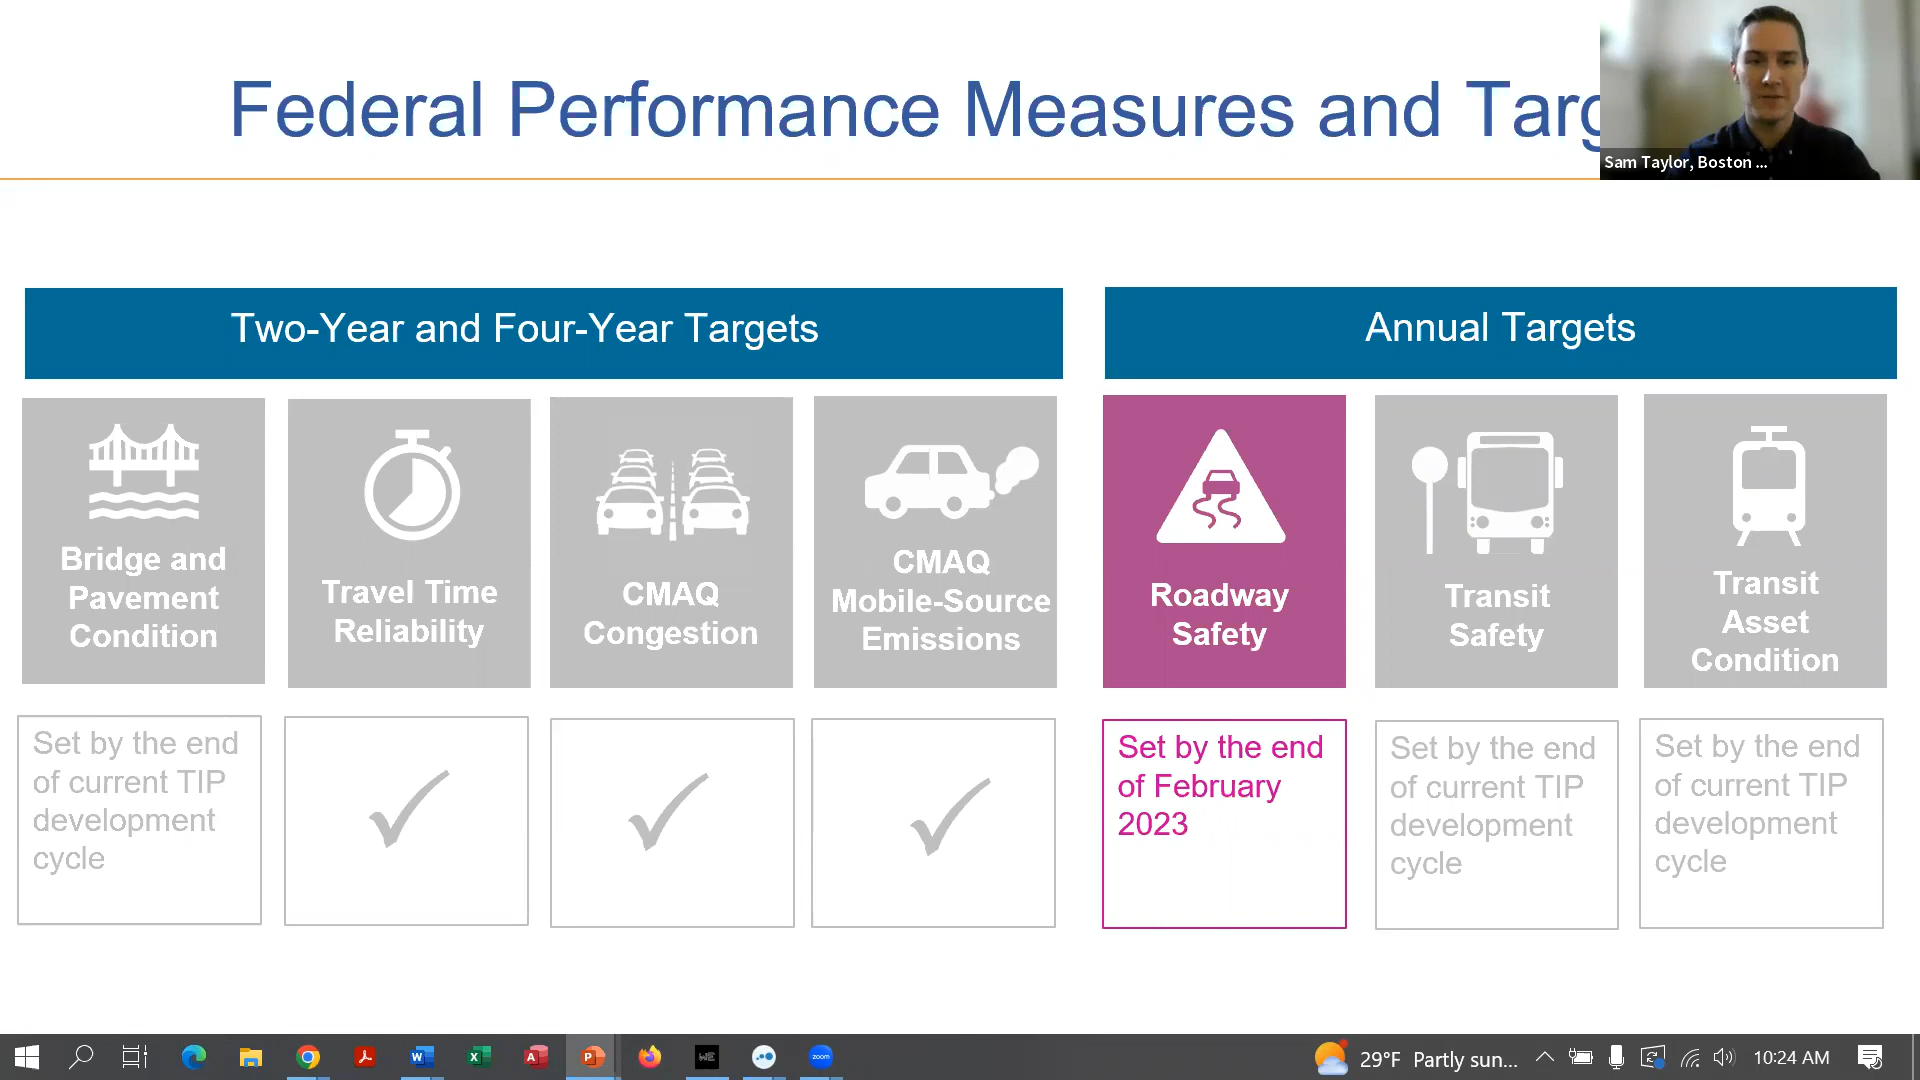 Federal Performance Measures and Targ
Sam Taylor, Boston ...
Two-Year and Four-Year Targets
Annual Targets
Bridge and
Pavement
Condition
Travel Time
Reliability
CMAQ
Congestion
CMAQ
Mobile-Source
Emissions
Roadway
Safety
Transit
Safety
Transit
Asset
Condition
Set by the end
of current TIP
development
cycle
Set by the end
of February
2023
Set by the end
of current TIP
development
cycle
Set by the end
of current TIP
development
cycle
WE
zoom
29°F Partly sun...
10:24 AM